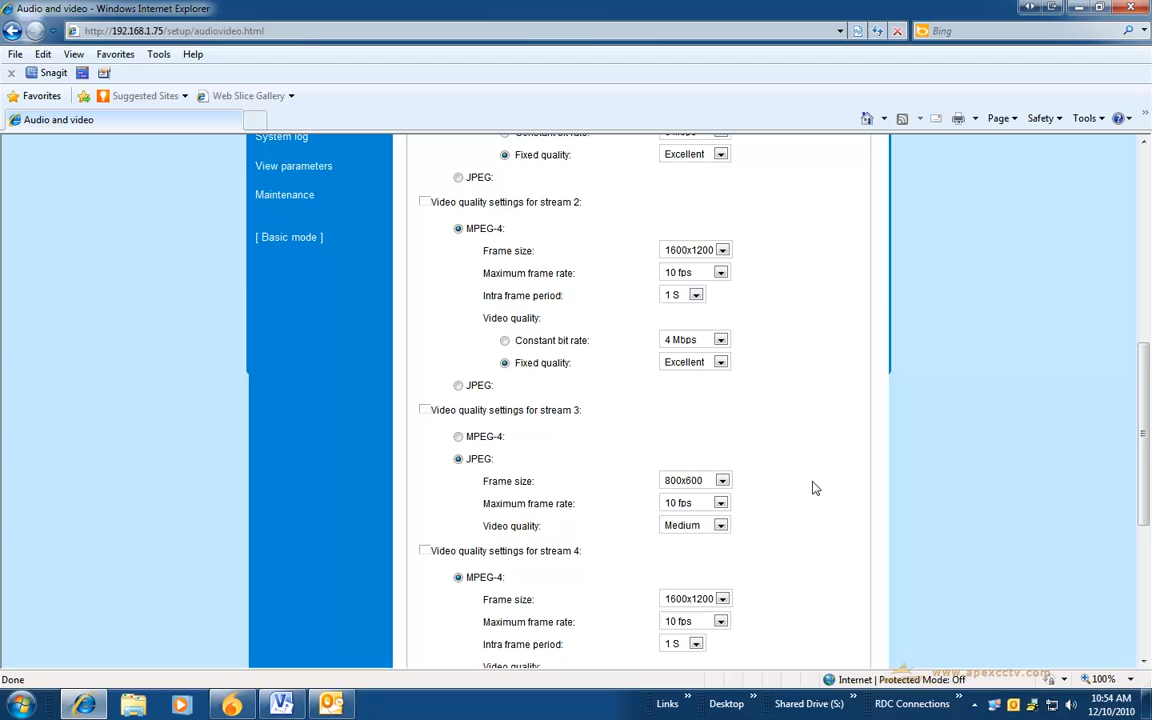 Audio and video - Windows Internet Explorer
http://192.168.1.75/setup/audiovideo.html
Bing
File Edit View Favorites Tools Help
x Snagit
Favorites Suggested Sites Web Slice Gallery
Audio and video
Page Safety Tools
System log
Fixed quality: Excellent
View parameters
JPEG:
Maintenance
Video quality settings for stream 2:
MPEG-4:
[ Basic mode ]
Frame size: 1600x1200
Maximum frame rate: 10 fps
Intra frame period: 1 S
Video quality:
Constant bit rate: 4 Mbps
Fixed quality: Excellent
JPEG:
Video quality settings for stream 3:
MPEG-4:
JPEG:
Frame size: 800x600
Maximum frame rate: 10 fps
Video quality: Medium
Video quality settings for stream 4:
MPEG-4:
Frame size: 1600x1200
Maximum frame rate: 10 fps
Intra frame period: 1 S
Video quality:
www.apexcctv.com
Done Internet | Protected Mode: Off 100%
Links Desktop Shared Drive (S:) RDC Connections
10:54 AM
12/10/2010